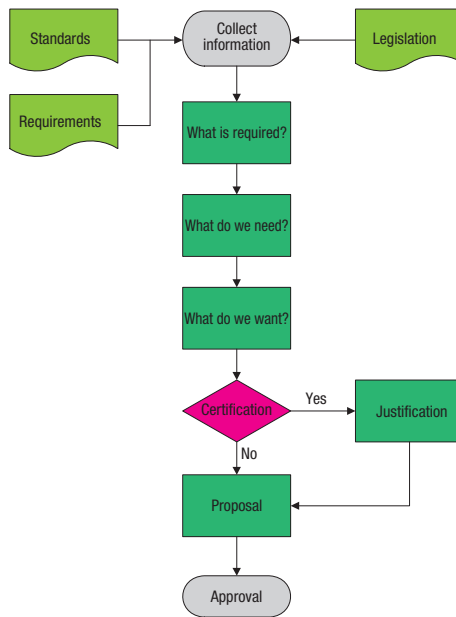 Standards
Collect
information
Legislation
Requirements
What is required?
What do we need?
What do we want?
Certification
Yes
Justification
No
Proposal
Approval